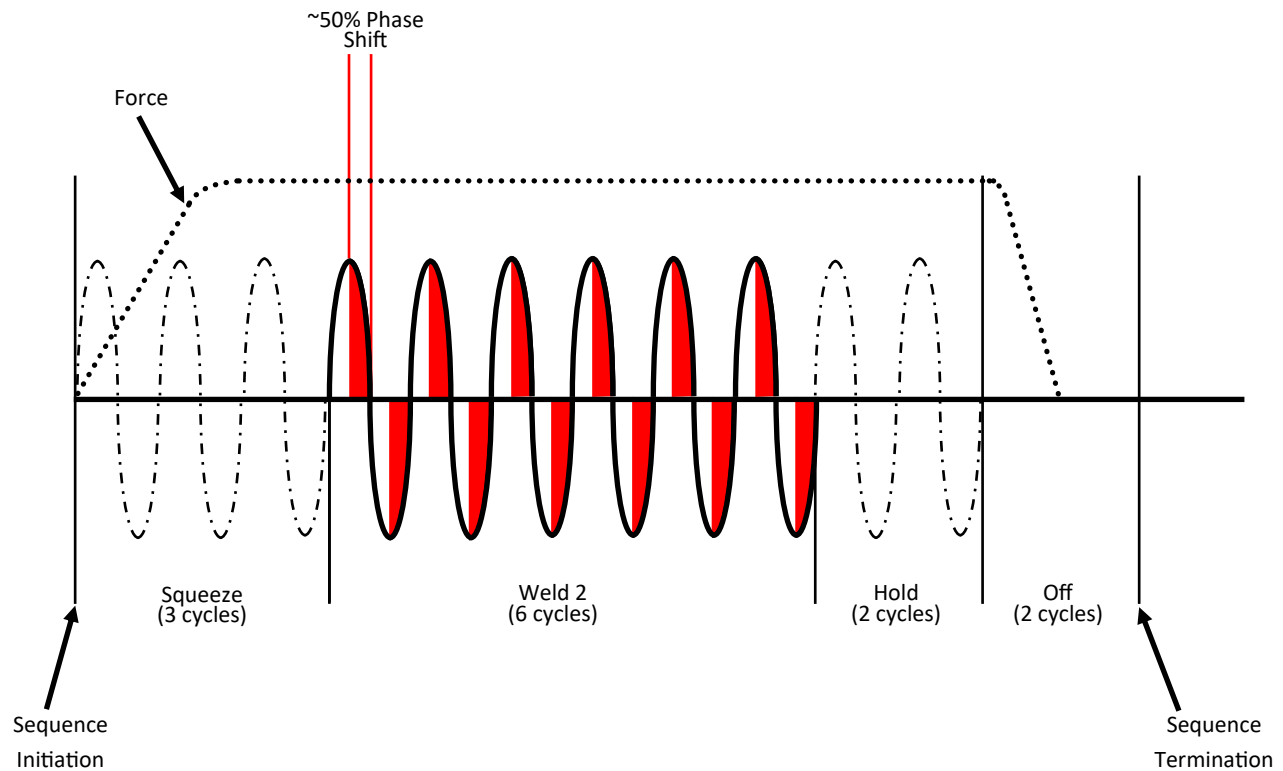 ~50% Phase
Shift
Force
Squeeze
(3 cycles)
Weld 2
(6 cycles)
Hold
(2 cycles)
Off
(2 cycles)
Sequence
Initiation
Sequence
Termination